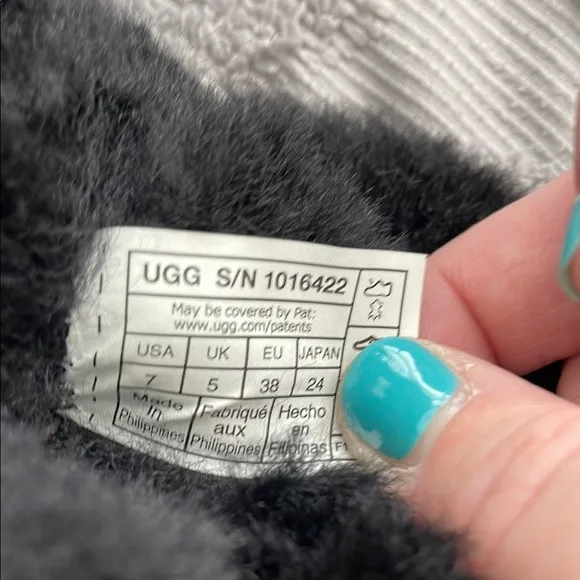 UGG S/N 1016422
May be covered by Pat:
www.ugg.com/patents
USA UK EU JAPAN
7 5 38 24
Made Fabriqué Hecho
In aux en
Philippines Philippines Filipinas F1